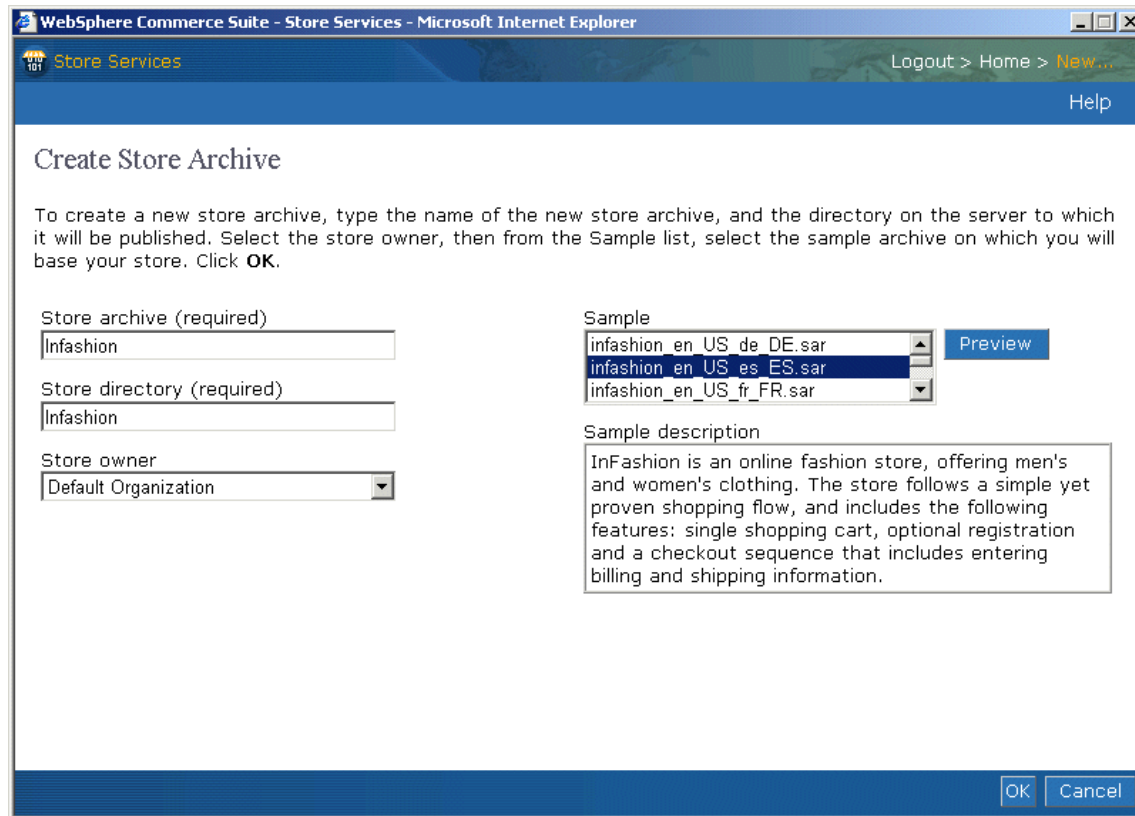 WebSphere Commerce Suite - Store Services - Microsoft Internet Explorer
Store Services
Logout > Home > New...
Help
Create Store Archive
To create a new store archive, type the name of the new store archive, and the directory on the server to which
it will be published. Select the store owner, then from the Sample list, select the sample archive on which you will
base your store. Click OK.
Store archive (required)
Infashion
Store directory (required)
Infashion
Store owner
Default Organization
Sample
infashion_en_US_de_DE.sar
infashion_en_US_es_ES.sar
infashion_en_US_fr_FR.sar
Preview
Sample description
InFashion is an online fashion store, offering men's
and women's clothing. The store follows a simple yet
proven shopping flow, and includes the following
features: single shopping cart, optional registration
and a checkout sequence that includes entering
billing and shipping information.
OK
Cancel